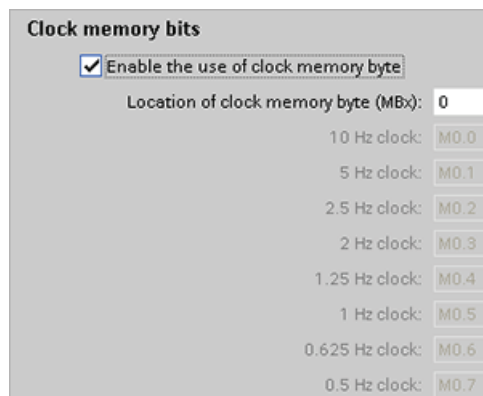 Clock memory bits
Enable the use of clock memory byte
Location of clock memory byte (MBx): 0
10 Hz clock: M0.0
5 Hz clock: M0.1
2.5 Hz clock: M0.2
2 Hz clock: M0.3
1.25 Hz clock: M0.4
1 Hz clock: M0.5
0.625 Hz clock: M0.6
0.5 Hz clock: M0.7